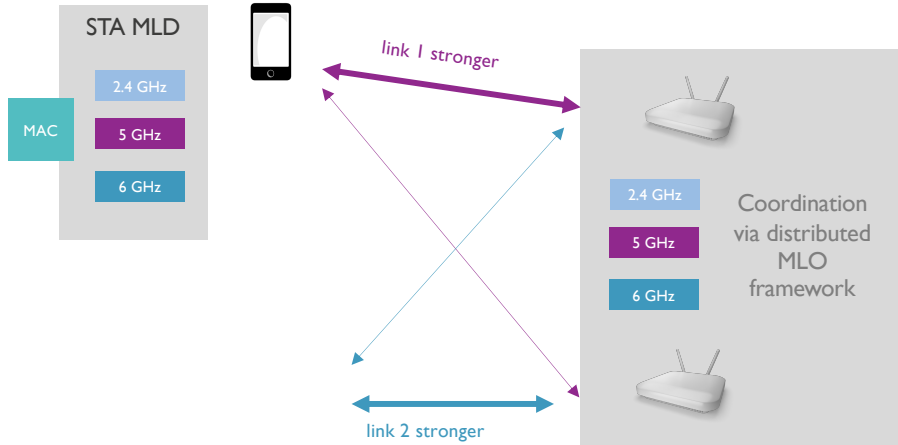 STA MLD
2.4 GHz
MAC
5 GHz
6 GHz
link 1 stronger
2.4 GHz
5 GHz
6 GHz
Coordination
via distributed
MLO
framework
link 2 stronger